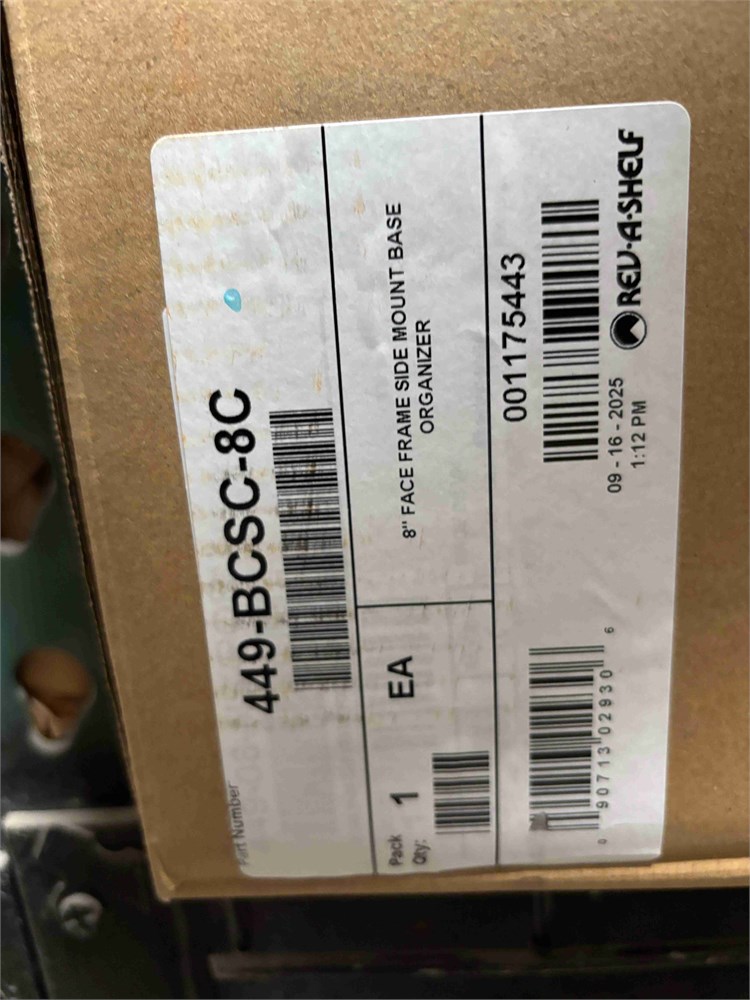 Part Number
449-BCSC-8C
Pack
Qty:
1
EA
8" FACE FRAME SIDE MOUNT BASE
ORGANIZER
0 90713 02930 6
001175443
09 - 16 - 2025
1:12 PM
REV·A·SHELF